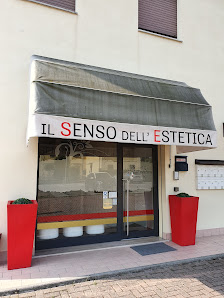 IL SENSO DELL' ESTETICA